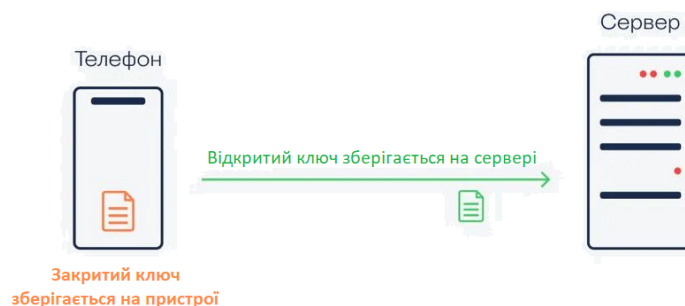 Сервер
Телефон
Відкритий ключ зберігається на сервері
Закритий ключ
зберігається на пристрої